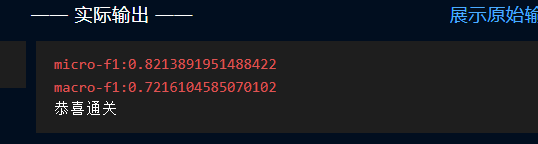 —— 实际输出 ——
展示原始输
micro-f1:0.8213891951488422
macro-f1:0.7216104585070102
恭喜通关